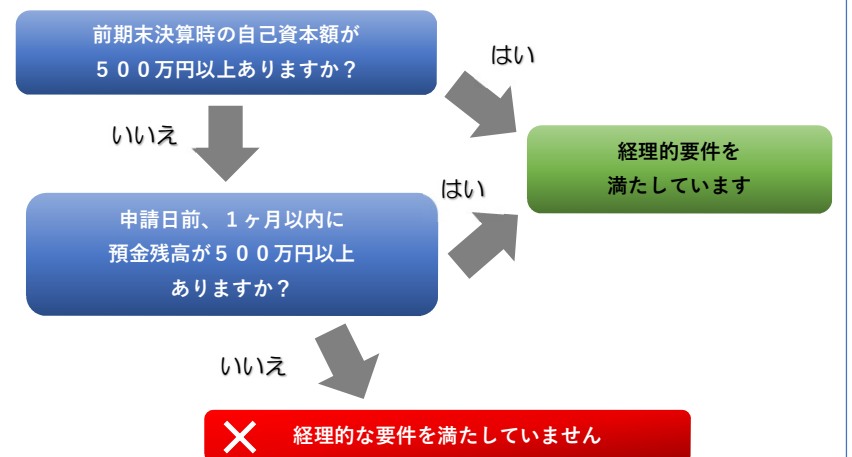 前期末決算時の自己資本額が
５００万円以上ありますか？
はい
いいえ
経理的要件を
満たしています
はい
申請日前、１ヶ月以内に
預金残高が５００万円以上
ありますか？
いいえ
経理的な要件を満たしていません